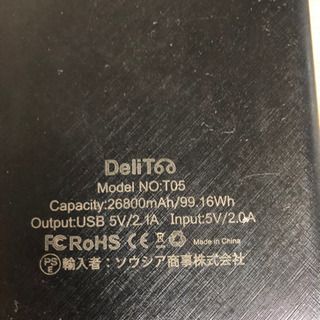 DeliToo
Model NO:T05
Capacity:26800mAh/99.16Wh
Output:USB 5V/2.1A, Input:5V/2.0A
FC RoHS CE Made in China
PSE 輸入者：ソウシア商事株式会社